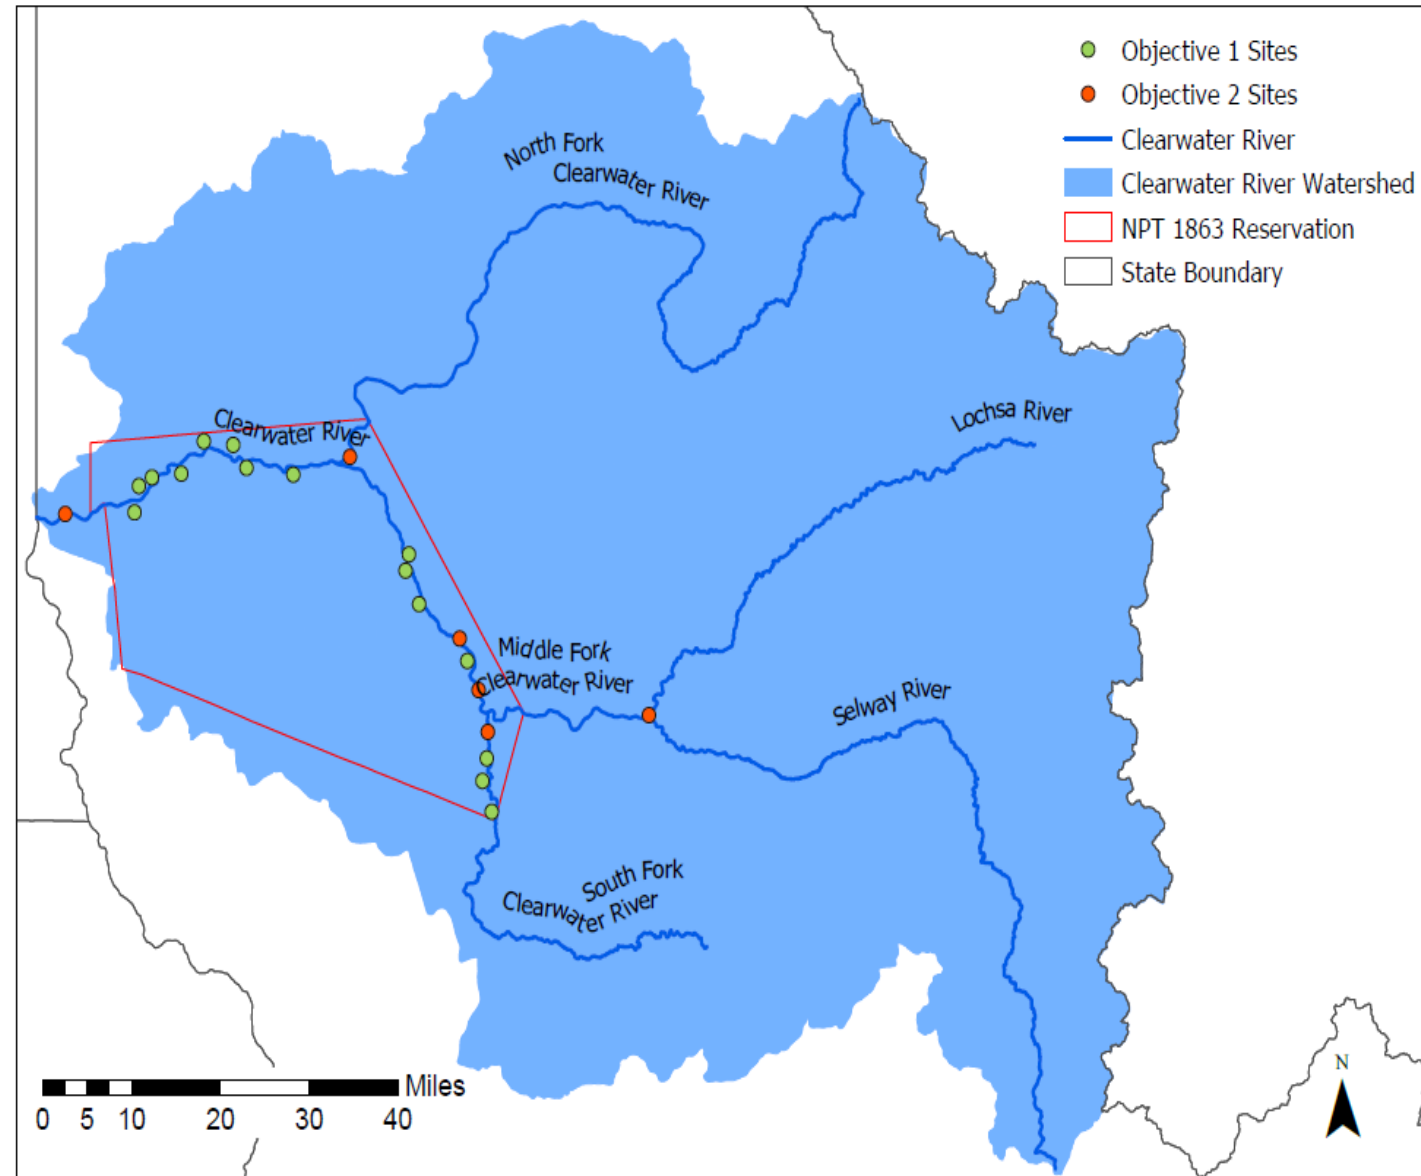 Objective 1 Sites
Objective 2 Sites
Clearwater River
Clearwater River Watershed
NPT 1863 Reservation
State Boundary
North Fork
Clearwater River
Clearwater River
Lochsa River
Middle Fork
Clearwater River
Selway River
South Fork
Clearwater River
Miles
0 5 10 20 30 40
N